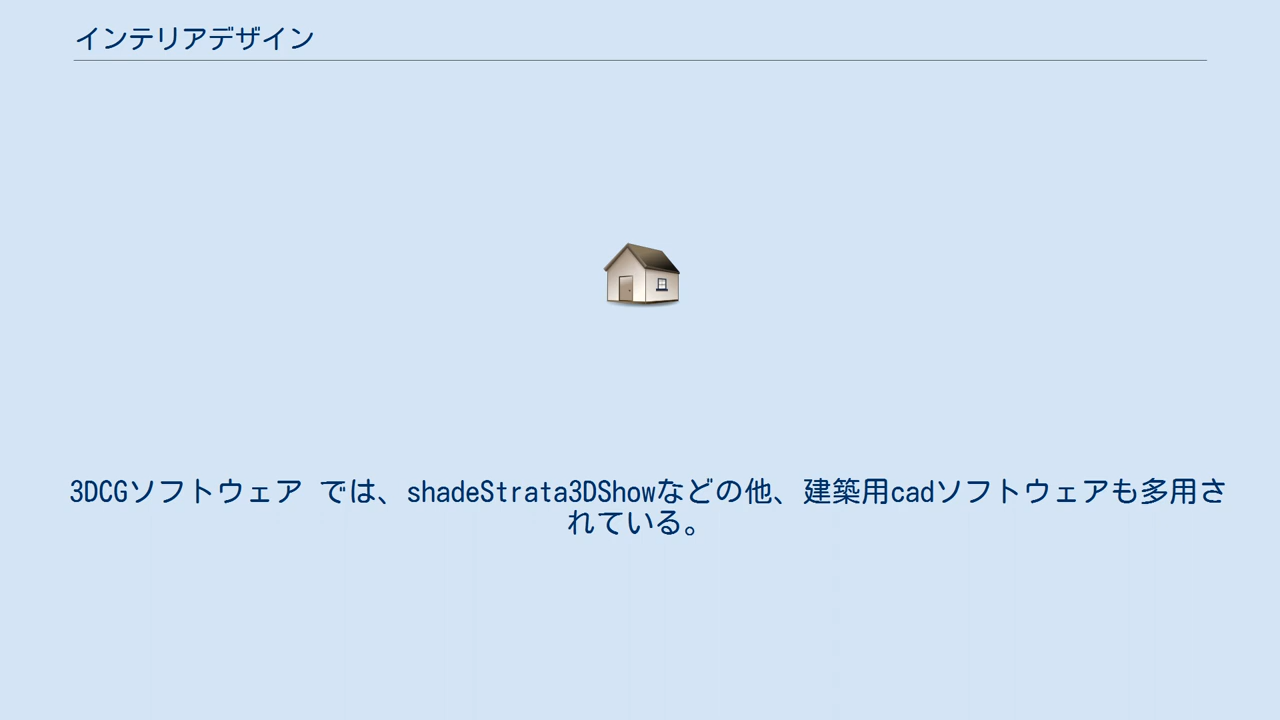 インテリアデザイン
3DCGソフトウェア では、shadeStrata3DShowなどの他、建築用cadソフトウェアも多用さ
れている。